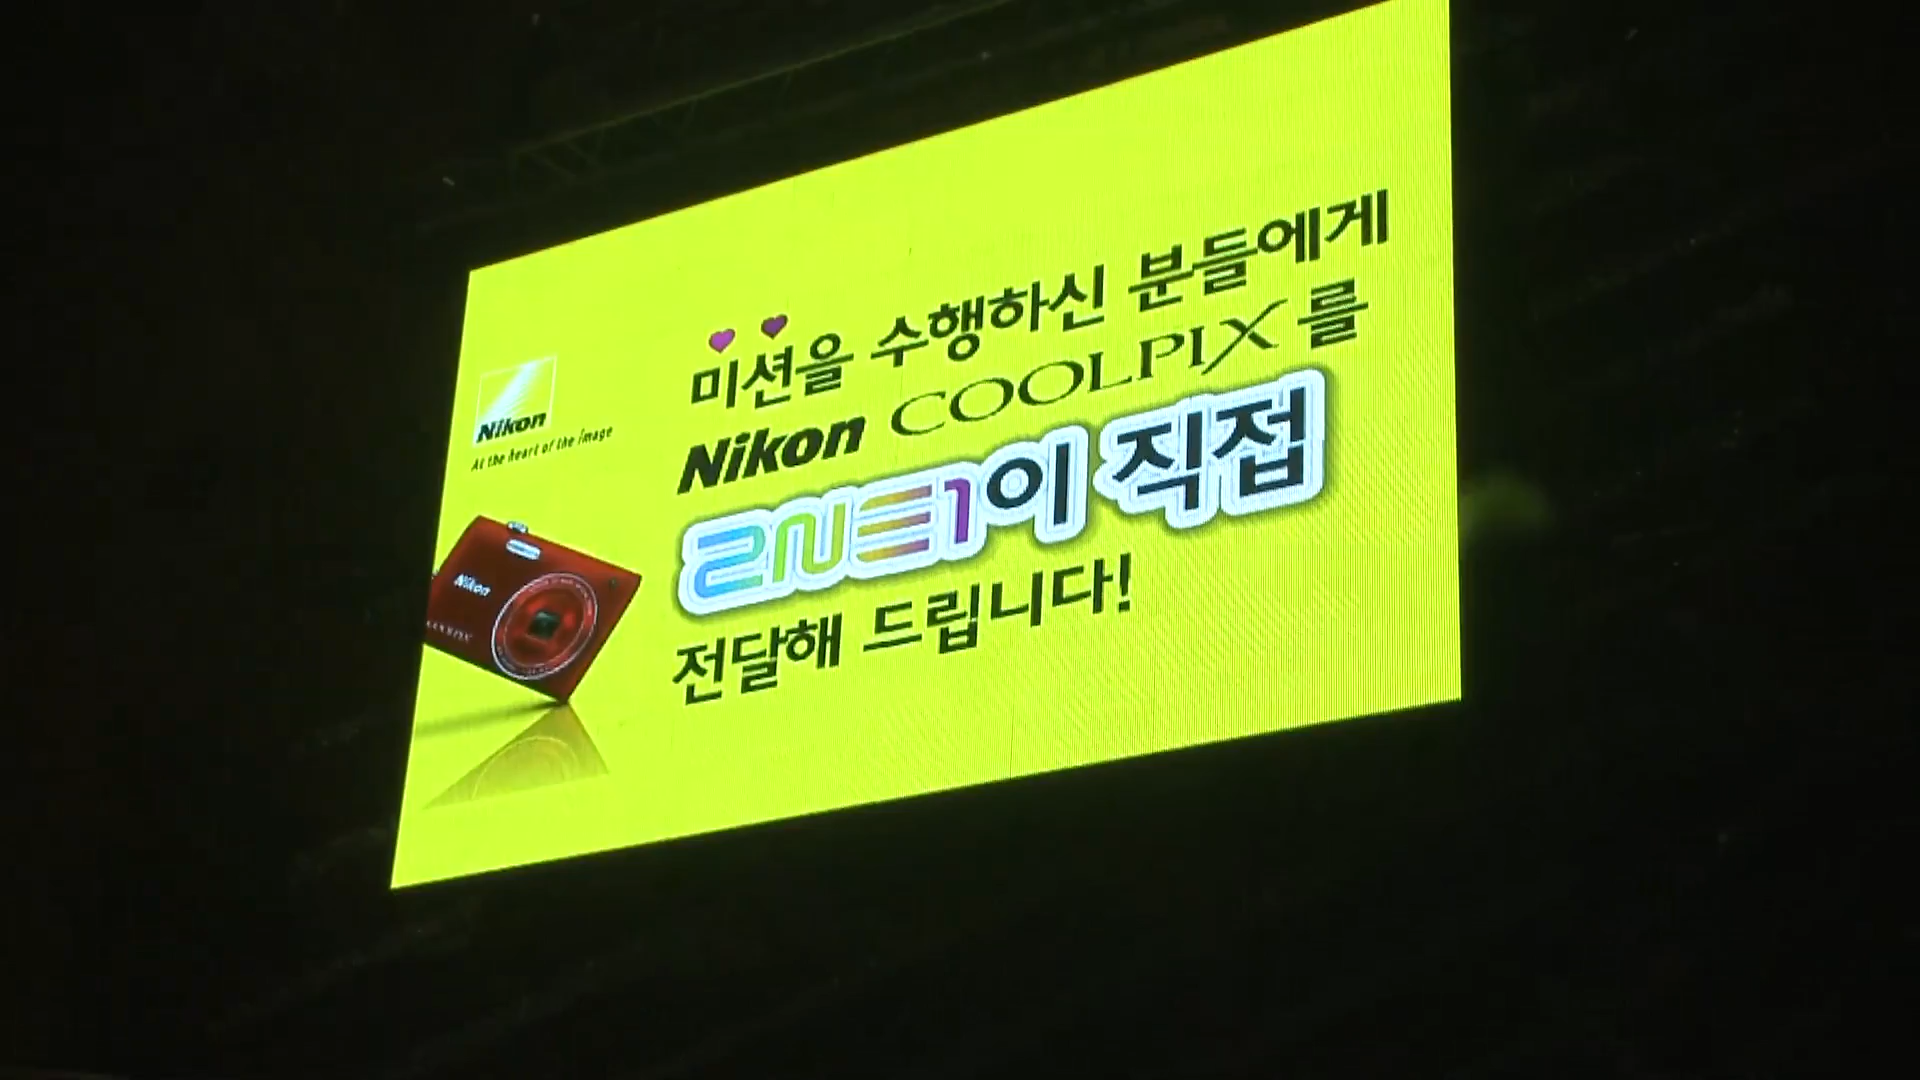 Nikon
At the heart of the image
미션을 수행하신 분들에게
Nikon COOLPIX 를
2NE1이 직접
전달해 드립니다!
Nikon
COOLPIX